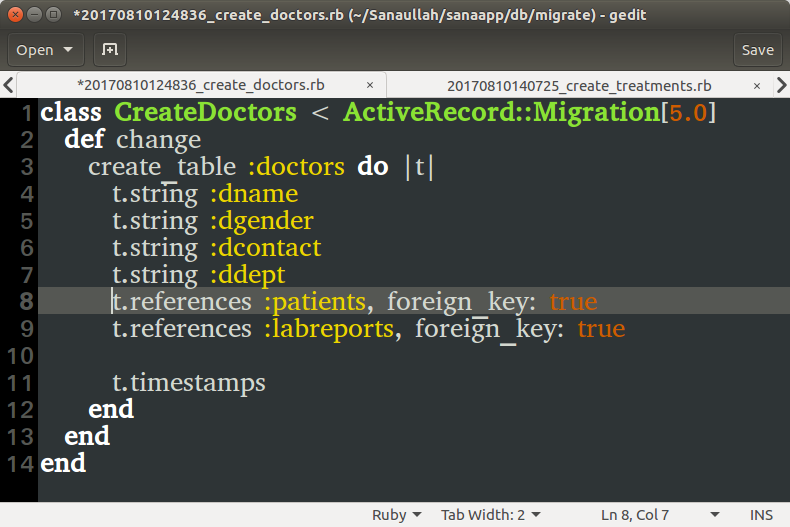 *20170810124836_create_doctors.rb (~/Sanaullah/sanaapp/db/migrate) - gedit
Open Save
*20170810124836_create_doctors.rb × 20170810140725_create_treatments.rb ×
1 class CreateDoctors < ActiveRecord::Migration[5.0]
2 def change
3 create_table :doctors do |t|
4 t.string :dname
5 t.string :dgender
6 t.string :dcontact
7 t.string :ddept
8 t.references :patients, foreign_key: true
9 t.references :labreports, foreign_key: true
10
11 t.timestamps
12 end
13 end
14 end
Ruby Tab Width: 2 Ln 8, Col 7 INS